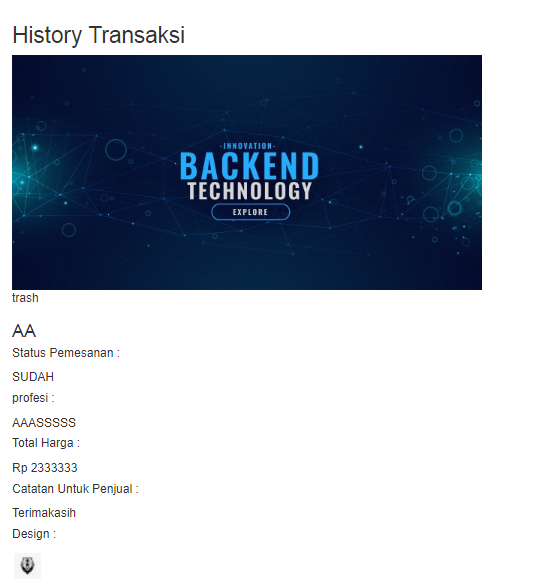 History Transaksi
-INNOVATION-
BACKEND
TECHNOLOGY
EXPLORE
trash
AA
Status Pemesanan :
SUDAH
profesi :
AAASSSSS
Total Harga :
Rp 2333333
Catatan Untuk Penjual :
Terimakasih
Design :